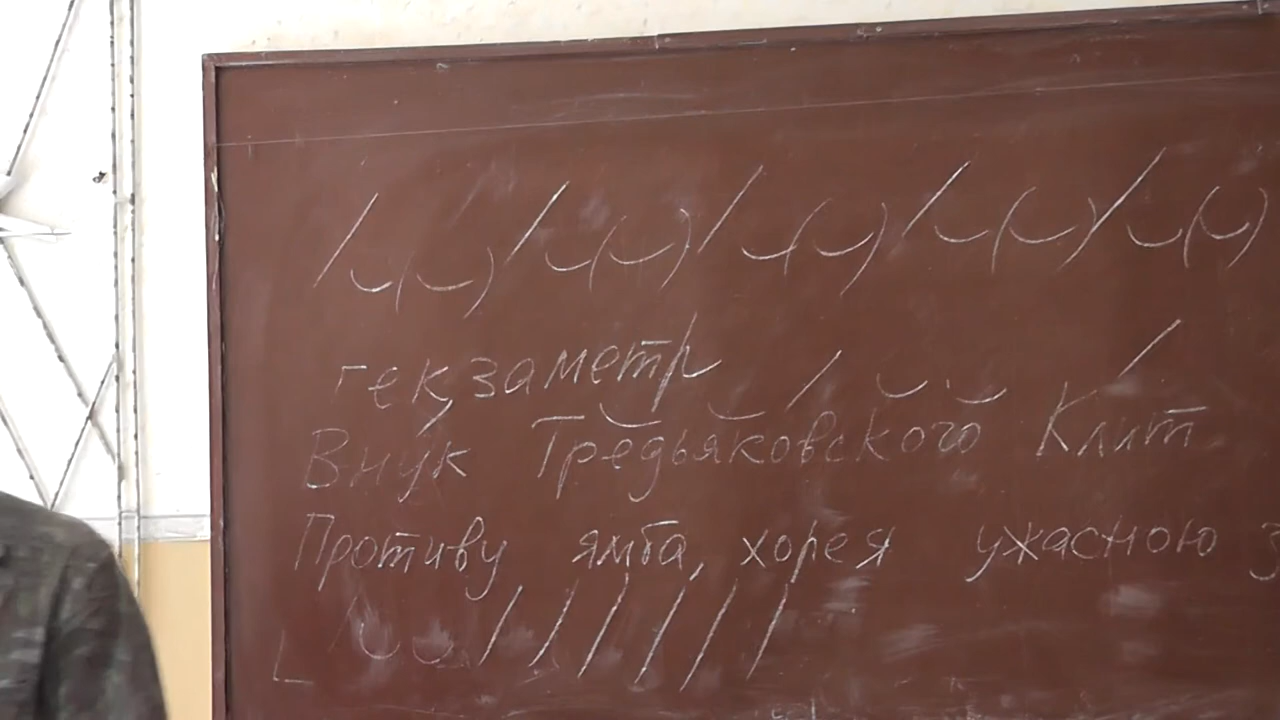 гекзаметр
Внук Тредьяковского Клит
Противу ямба, хорея ужасною з